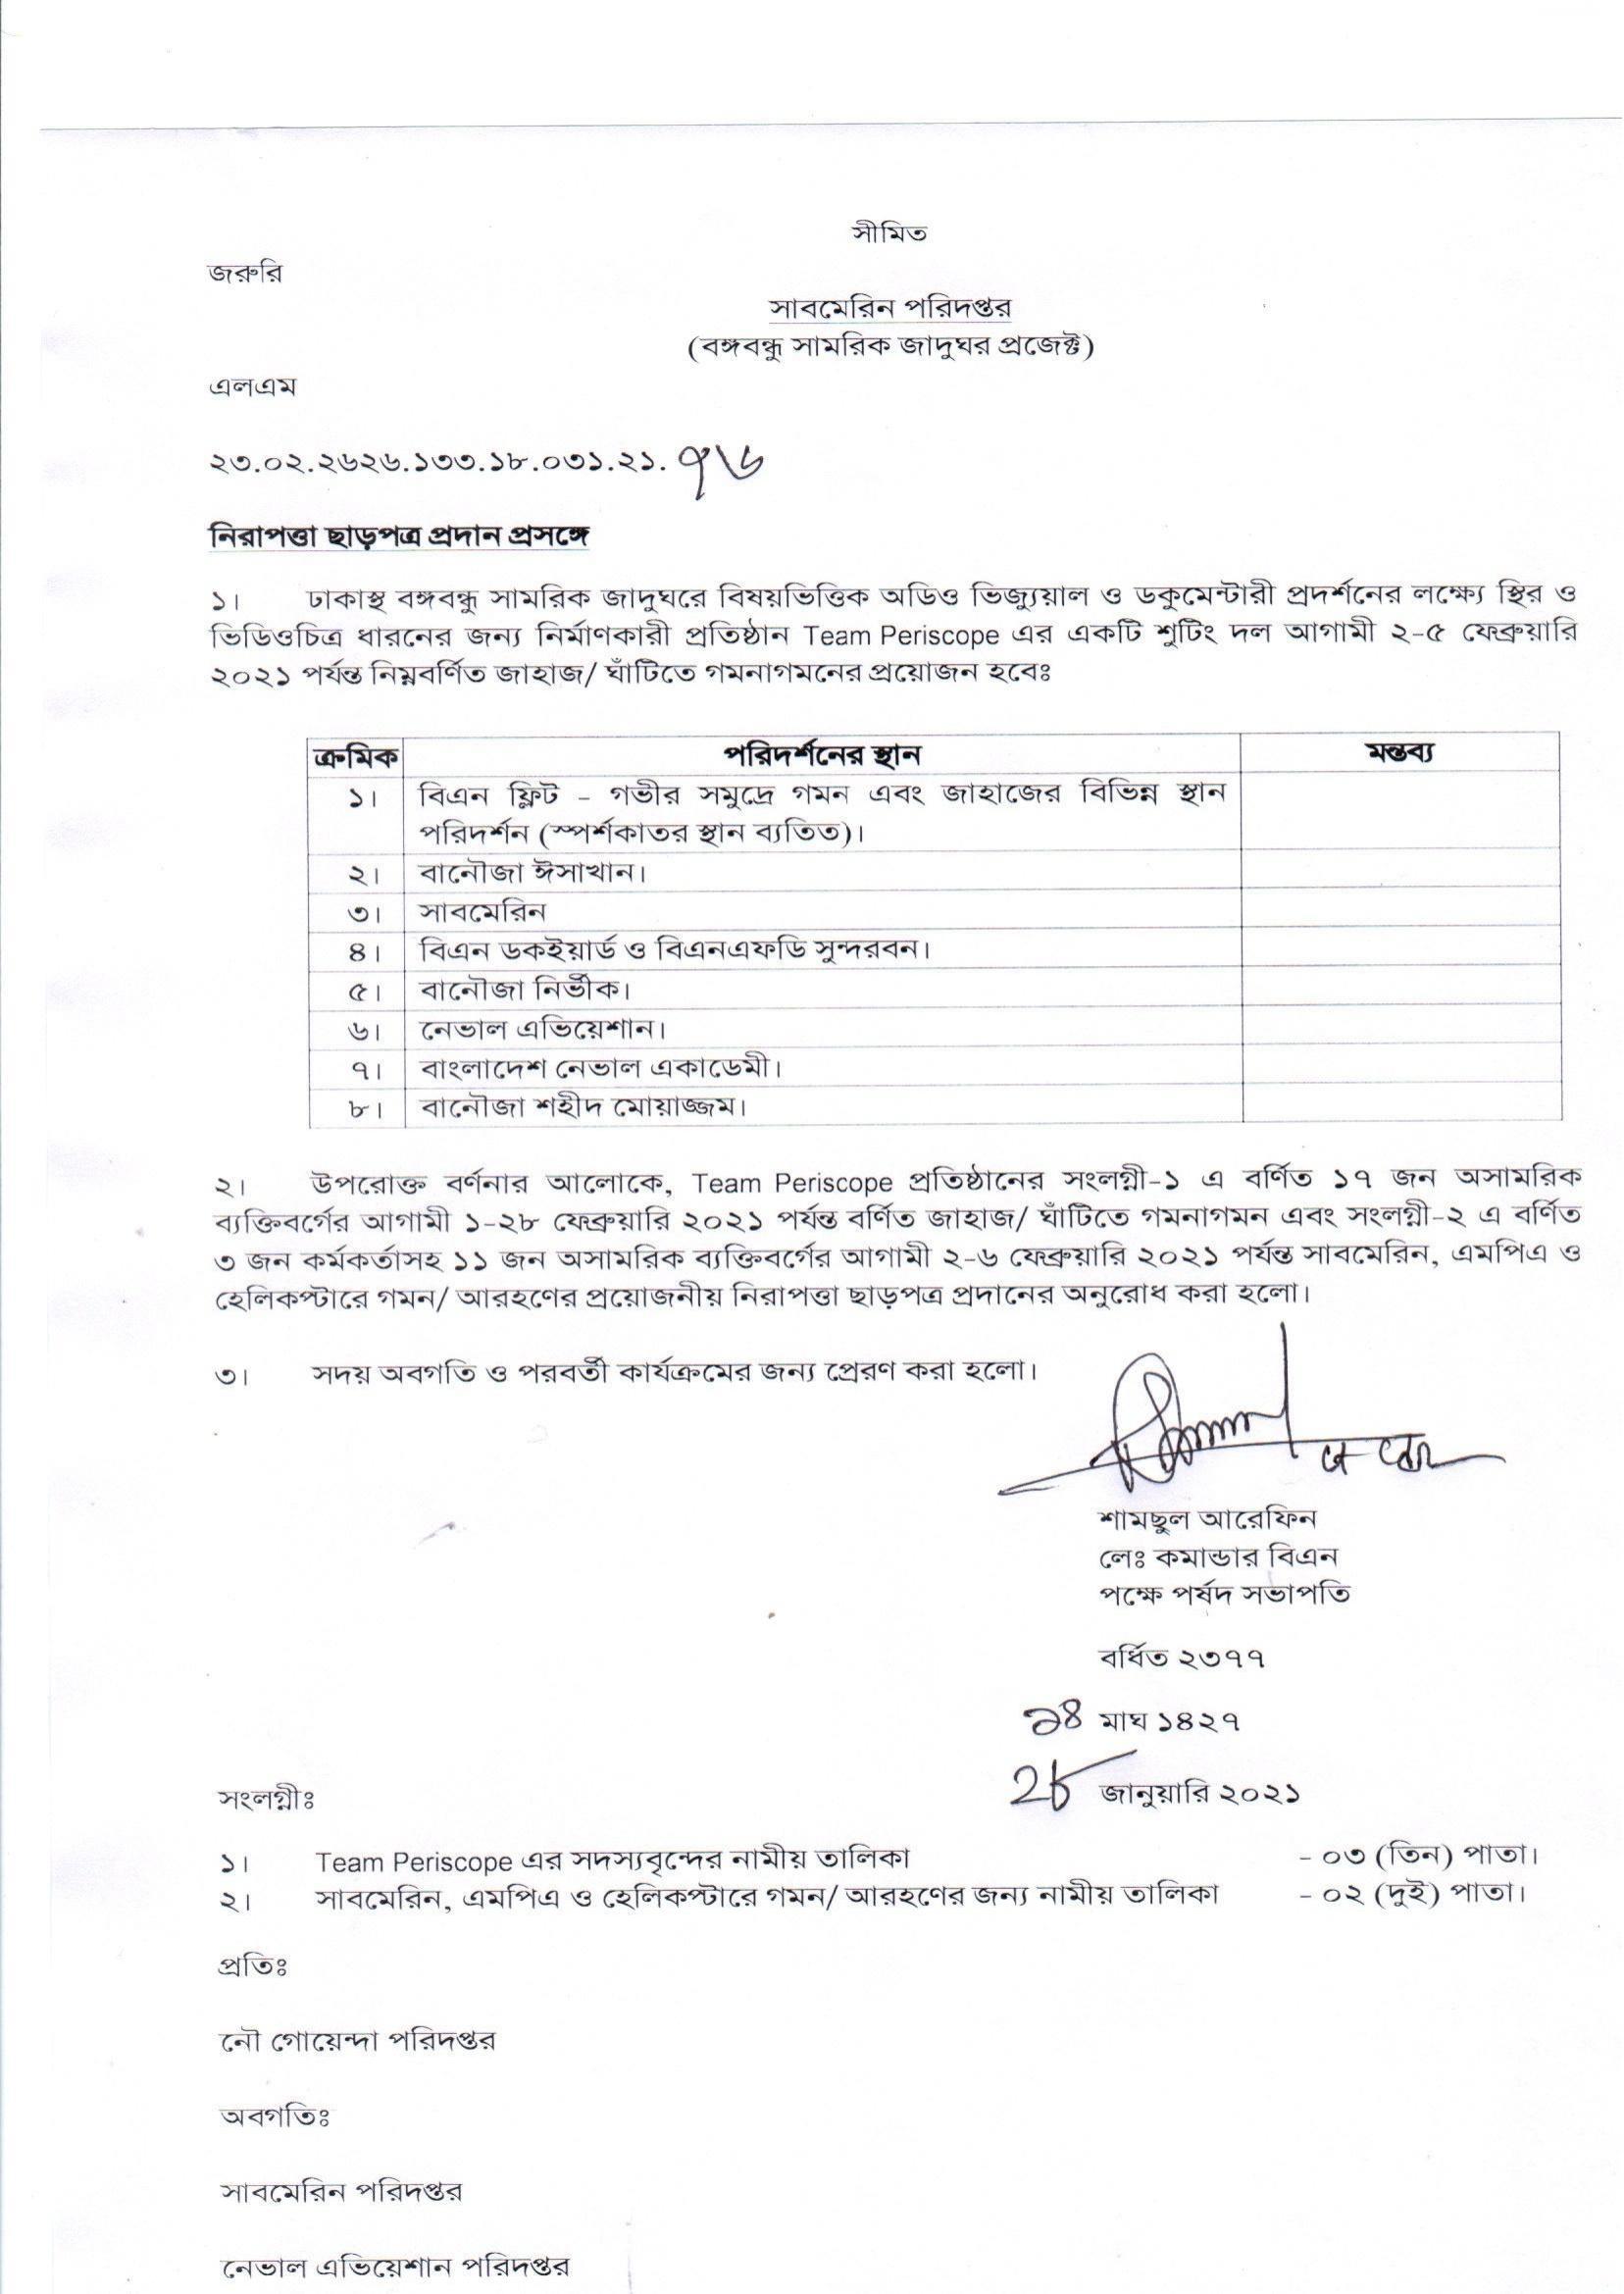 সীমিত
জরুরি
সাবমেরিন পরিদপ্তর
(বঙ্গবন্ধু সামরিক জাদুঘর প্রজেক্ট)
এলএম
২৩.০২.২৬২৬.১৩৩.১৮.০৩১.২১. ৭৬
নিরাপত্তা ছাড়পত্র প্রদান প্রসঙ্গে
১। ঢাকাস্থ বঙ্গবন্ধু সামরিক জাদুঘরে বিষয়ভিত্তিক অডিও ভিজ্যুয়াল ও ডকুমেন্টারী প্রদর্শনের লক্ষ্যে স্থির ও
ভিডিওচিত্র ধারনের জন্য নির্মাণকারী প্রতিষ্ঠান Team Periscope এর একটি শুটিং দল আগামী ২-৫ ফেব্রুয়ারি
২০২১ পর্যন্ত নিম্নবর্ণিত জাহাজ/ ঘাঁটিতে গমনাগমনের প্রয়োজন হবেঃ
ক্রমিক পরিদর্শনের স্থান মন্তব্য
১। বিএন ফ্লিট - গভীর সমুদ্রে গমন এবং জাহাজের বিভিন্ন স্থান
পরিদর্শন (স্পর্শকাতর স্থান ব্যতিত)।
২। বানৌজা ঈসাখান।
৩। সাবমেরিন
৪। বিএন ডকইয়ার্ড ও বিএনএফডি সুন্দরবন।
৫। বানৌজা নির্ভীক।
৬। নেভাল এভিয়েশান।
৭। বাংলাদেশ নেভাল একাডেমী।
৮। বানৌজা শহীদ মোয়াজ্জম।
২। উপরোক্ত বর্ণনার আলোকে, Team Periscope প্রতিষ্ঠানের সংলগ্নী-১ এ বর্ণিত ১৭ জন অসামরিক
ব্যক্তিবর্গের আগামী ১-২৮ ফেব্রুয়ারি ২০২১ পর্যন্ত বর্ণিত জাহাজ/ ঘাঁটিতে গমনাগমন এবং সংলগ্নী-২ এ বর্ণিত
৩ জন কর্মকর্তাসহ ১১ জন অসামরিক ব্যক্তিবর্গের আগামী ২-৬ ফেব্রুয়ারি ২০২১ পর্যন্ত সাবমেরিন, এমপিএ ও
হেলিকপ্টারে গমন/ আরহণের প্রয়োজনীয় নিরাপত্তা ছাড়পত্র প্রদানের অনুরোধ করা হলো।
৩। সদয় অবগতি ও পরবর্তী কার্যক্রমের জন্য প্রেরণ করা হলো।
শামছুল আরেফিন
লেঃ কমান্ডার বিএন
পক্ষে পর্ষদ সভাপতি
বর্ধিত ২৩৭৭
১৪ মাঘ ১৪২৭
২৮ জানুয়ারি ২০২১
সংলগ্নীঃ
১। Team Periscope এর সদস্যবৃন্দের নামীয় তালিকা - ০৩ (তিন) পাতা।
২। সাবমেরিন, এমপিএ ও হেলিকপ্টারে গমন/ আরহণের জন্য নামীয় তালিকা - ০২ (দুই) পাতা।
প্রতিঃ
নৌ গোয়েন্দা পরিদপ্তর
অবগতিঃ
সাবমেরিন পরিদপ্তর
নেভাল এভিয়েশান পরিদপ্তর